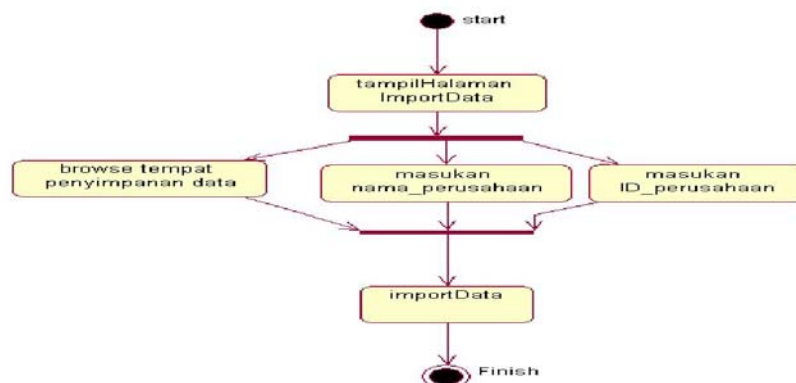 start
tampilHalaman
ImportData
browse tempat
penyimpanan data
masukan
nama_perusahaan
masukan
ID_perusahaan
importData
Finish